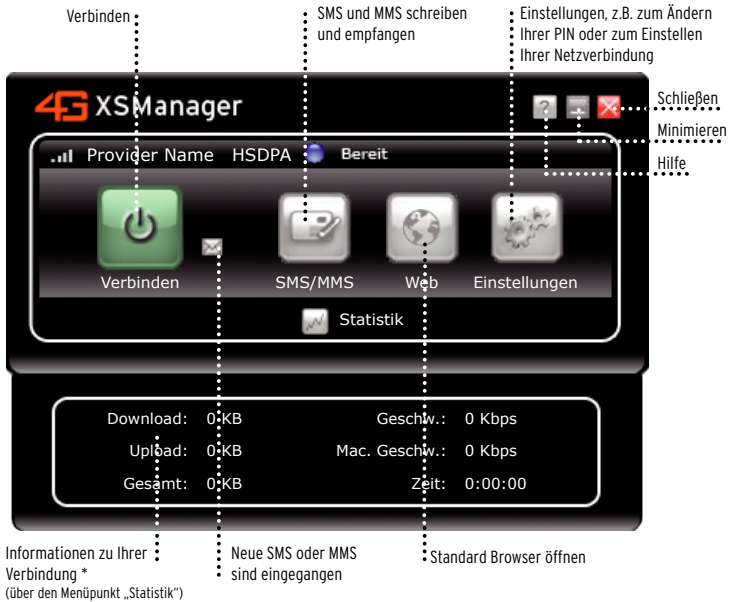 Verbinden
SMS und MMS schreiben
und empfangen
Einstellungen, z.B. zum Ändern
Ihrer PIN oder zum Einstellen
Ihrer Netzverbindung
4G XSManager
?
Schließen
Minimieren
Hilfe
Provider Name HSDPA Bereit
Verbinden SMS/MMS Web Einstellungen
Statistik
Download: 0 KB Geschw.: 0 Kbps
Upload: 0 KB Mac. Geschw.: 0 Kbps
Gesamt: 0 KB Zeit: 0:00:00
Informationen zu Ihrer
Verbindung *
(über den Menüpunkt „Statistik“)
Neue SMS oder MMS
sind eingegangen
Standard Browser öffnen